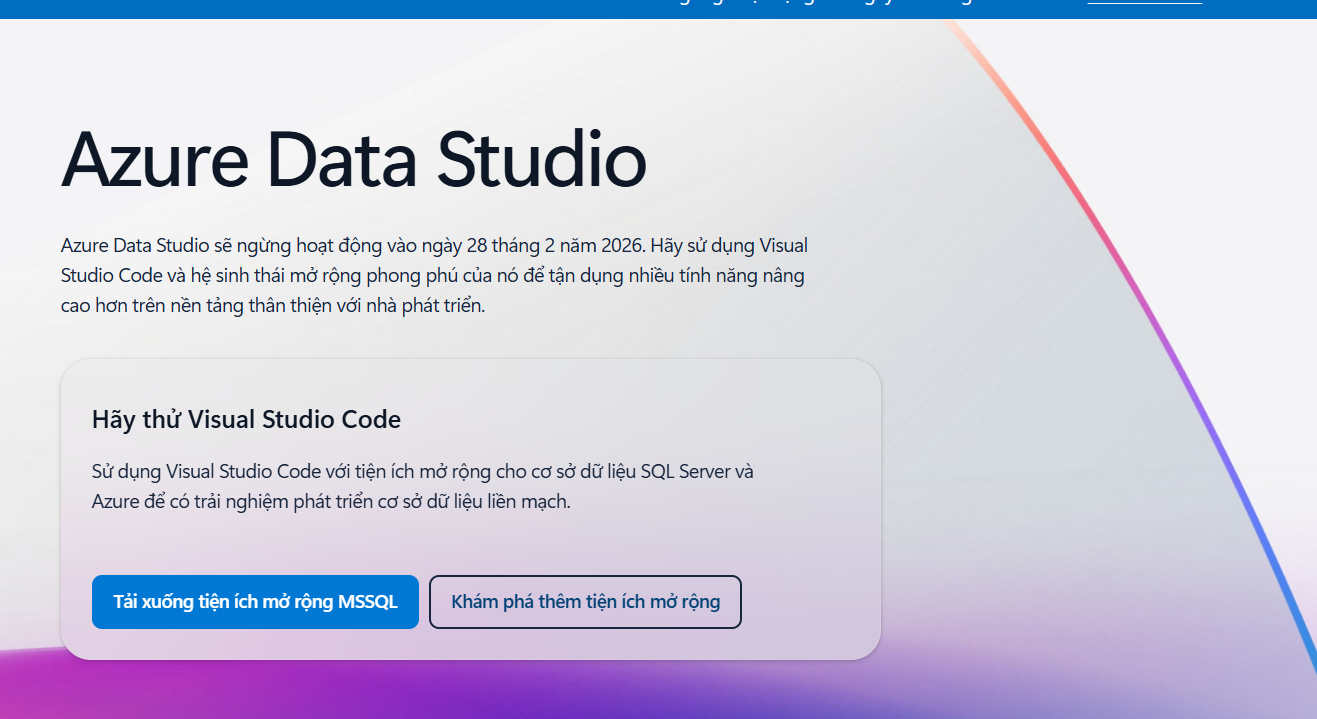 Azure Data Studio
Azure Data Studio sẽ ngừng hoạt động vào ngày 28 tháng 2 năm 2026. Hãy sử dụng Visual
Studio Code và hệ sinh thái mở rộng phong phú của nó để tận dụng nhiều tính năng nâng
cao hơn trên nền tảng thân thiện với nhà phát triển.
Hãy thử Visual Studio Code
Sử dụng Visual Studio Code với tiện ích mở rộng cho cơ sở dữ liệu SQL Server và
Azure để có trải nghiệm phát triển cơ sở dữ liệu liền mạch.
Tải xuống tiện ích mở rộng MSSQL
Khám phá thêm tiện ích mở rộng